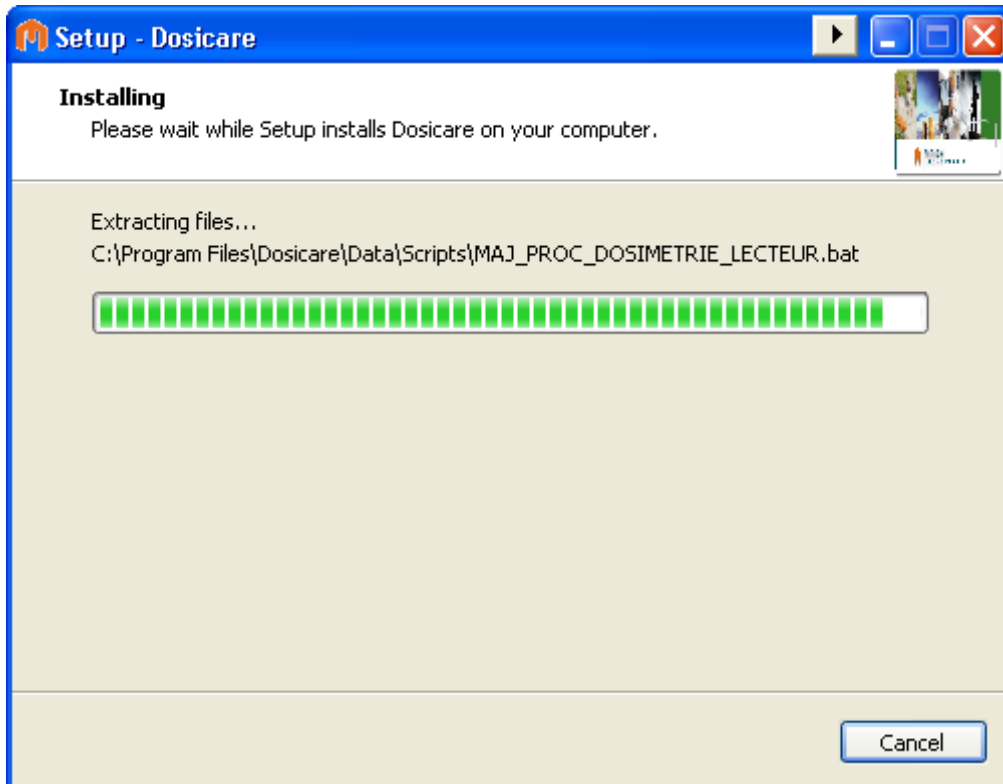 Setup - Dosicare
Installing
Please wait while Setup installs Dosicare on your computer.
Extracting files...
C:\Program Files\Dosicare\Data\Scripts\MAJ_PROC_DOSIMETRIE_LECTEUR.bat
Cancel